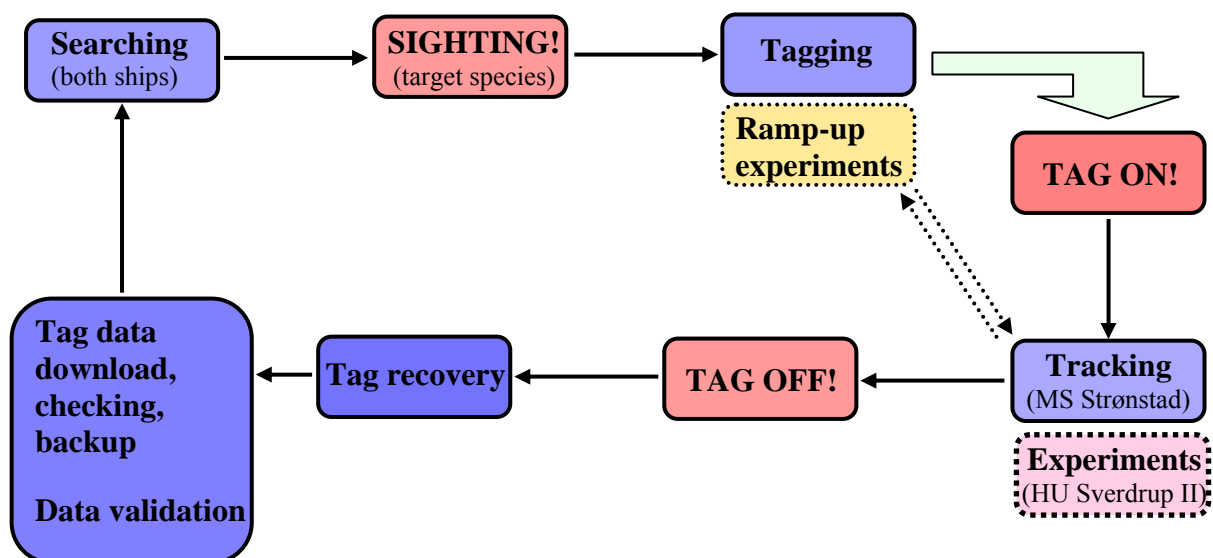 Searching
(both ships)
SIGHTING!
(target species)
Tagging
Ramp-up
experiments
TAG ON!
Tracking
(MS Strønstad)
Experiments
(HU Sverdrup II)
TAG OFF!
Tag recovery
Tag data
download,
checking,
backup
Data validation